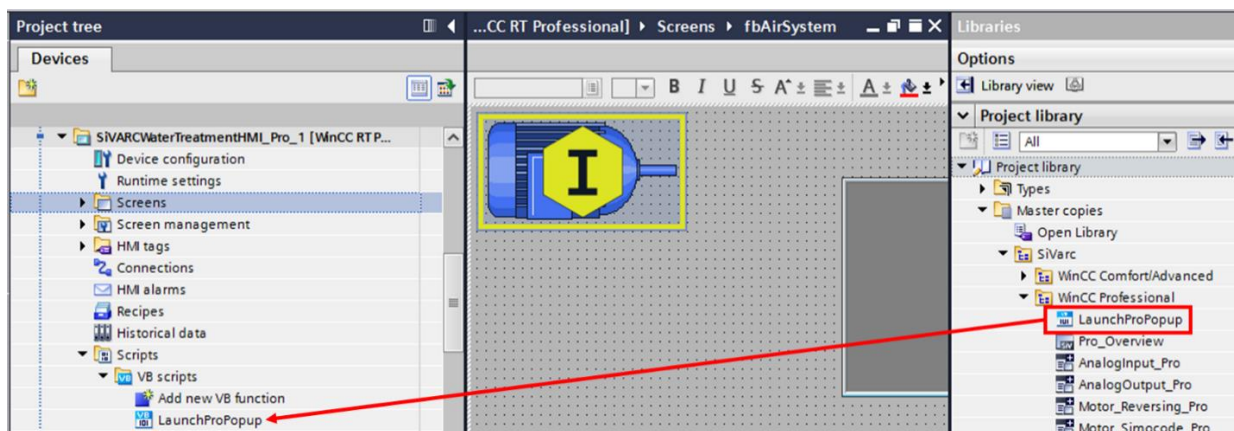 Project tree
Devices
SiVARCWaterTreatmentHMI_Pro_1 [WinCC RT P...
Device configuration
Runtime settings
Screens
Screen management
HMI tags
Connections
HMI alarms
Recipes
Historical data
Scripts
VB scripts
Add new VB function
LaunchProPopup
...CC RT Professional] ▸ Screens ▸ fbAirSystem
B I U S A A
I
Libraries
Options
Library view
Project library
All
Project library
Types
Master copies
Open Library
SiVarc
WinCC Comfort/Advanced
WinCC Professional
LaunchProPopup
Pro_Overview
AnalogInput_Pro
AnalogOutput_Pro
Motor_Reversing_Pro
Motor_Simocode_Pro